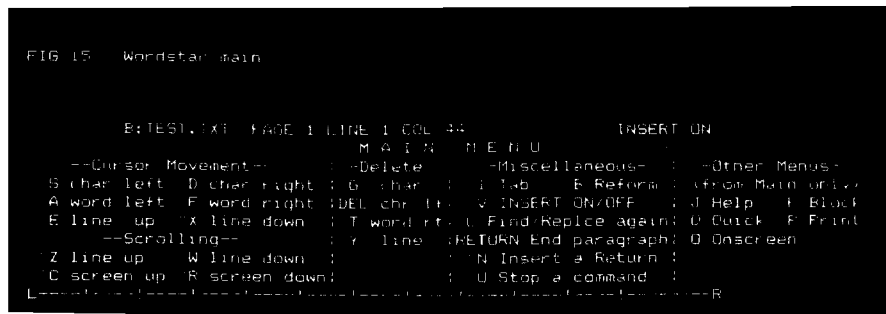 FIG 15 Wordstar main
B:TEST.TXT PAGE 1 LINE 1 COL 44 INSERT ON
M A I N M E N U
--Cursor Movement-- : -Delete- : -Miscellaneous- : -Other Menus-
S char left D char right : G char : I Tab B Reform : (from Main only)
A word left F word right :DEL chr lf: V INSERT ON/OFF : J Help K Block
E line up X line down : T word rt: L Find/Replce again: Q Quick P Print
--Scrolling-- : Y line :RETURN End paragraph: O Onscreen
^Z line up W line down : : ^N Insert a Return :
^C screen up ^R screen down: : U Stop a command :